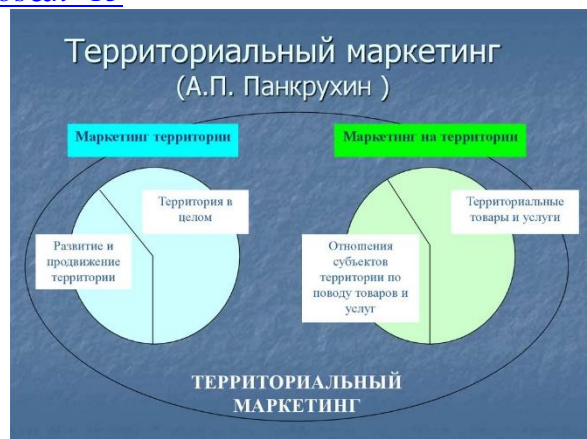 Территориальный маркетинг
(А.П. Панкрухин )
Маркетинг территории
Маркетинг на территории
Территория в
целом
Развитие и
продвижение
территории
Территориальные
товары и услуги
Отношения
субъектов
территории по
поводу товаров и
услуг
ТЕРРИТОРИАЛЬНЫЙ
МАРКЕТИНГ